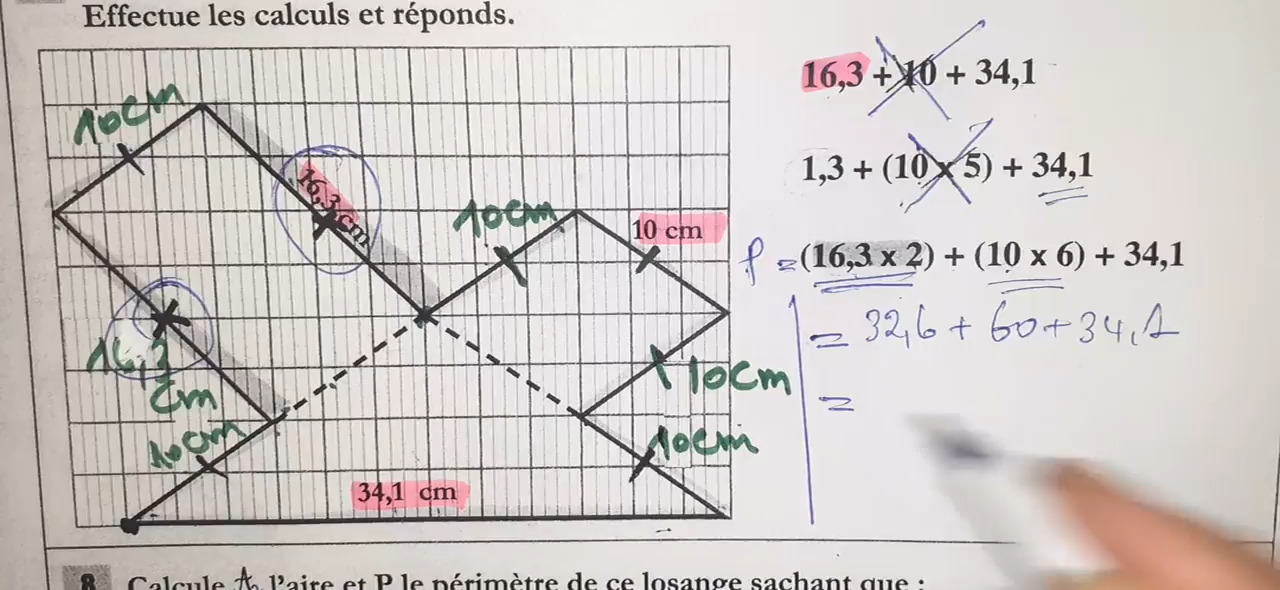 Effectue les calculs et réponds.
10cm
16,3 cm
10cm
10 cm
16,3
cm
10cm
10cm
10cm
34,1 cm
16,3 + 10 + 34,1
1,3 + (10 x 5) + 34,1
P = (16,3 x 2) + (10 x 6) + 34,1
= 32,6 + 60 + 34,1
=
8 Calcule A l'aire et P le périmètre de ce losange sachant que :